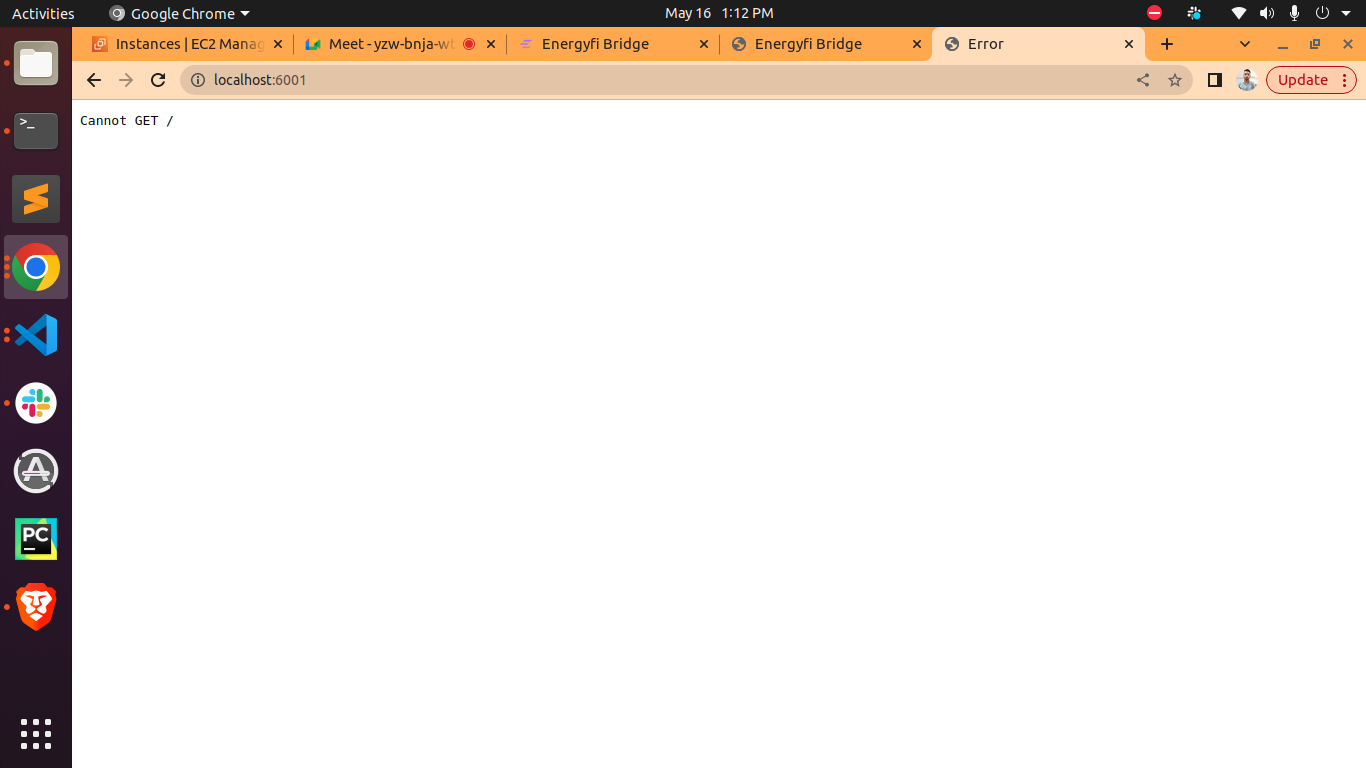 Activities
Google Chrome
May 16 1:12 PM
Instances | EC2 Manag
Meet - yzw-bnja-wt
Energyfi Bridge
Energyfi Bridge
Error
localhost:6001
Update
Cannot GET /
>_
PC